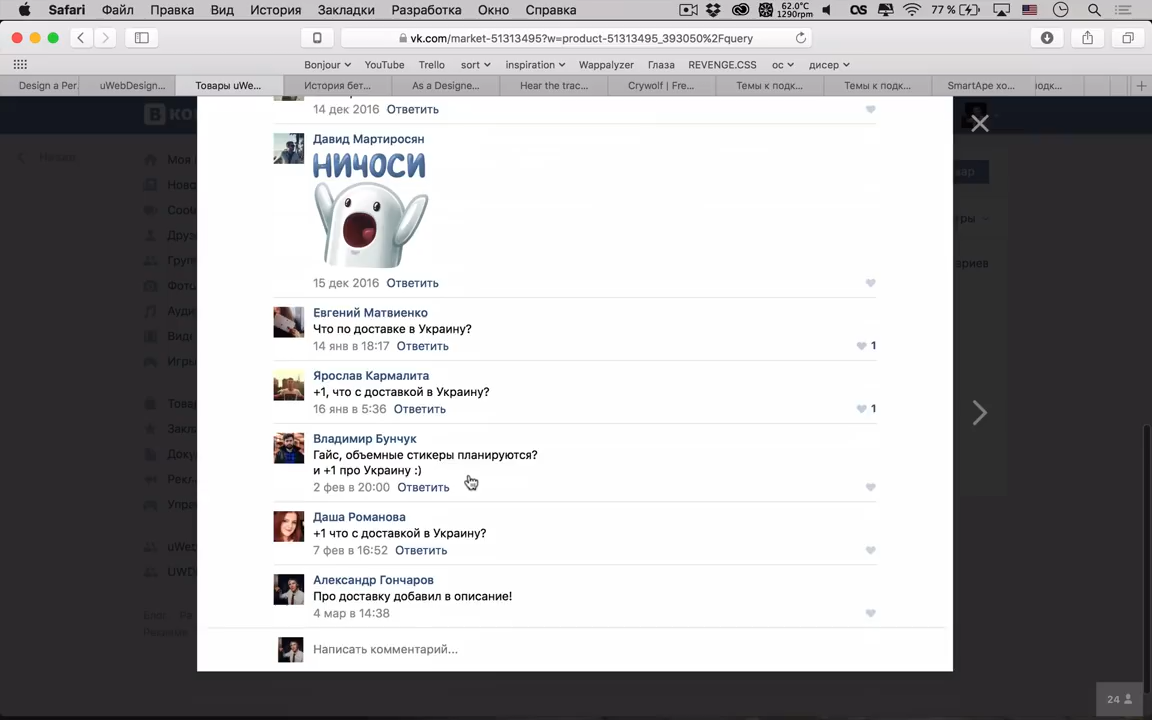 Safari Файл Правка Вид История Закладки Разработка Окно Справка 62.0°C 1290rpm 77 %
vk.com/market-51313495?w=product-51313495_393050%2Fquery
Bonjour YouTube Trello sort inspiration Wappalyzer Глаза REVENGE.CSS ос дисер
Design a Per... uWebDesign... Товары uWe... История бет... As a Designe... Hear the trac... Crywolf | Fre... Темы к подк... Темы к подк... SmartApe хо...
14 дек 2016 Ответить
Давид Мартиросян
НИЧОСИ
15 дек 2016 Ответить
Евгений Матвиенко
Что по доставке в Украину?
14 янв в 18:17 Ответить 1
Ярослав Кармалита
+1, что с доставкой в Украину?
16 янв в 5:36 Ответить 1
Владимир Бунчук
Гайс, объемные стикеры планируются?
и +1 про Украину :)
2 фев в 20:00 Ответить
Даша Романова
+1 что с доставкой в Украину?
7 фев в 16:52 Ответить
Александр Гончаров
Про доставку добавил в описание!
4 мар в 14:38
Написать комментарий...
24